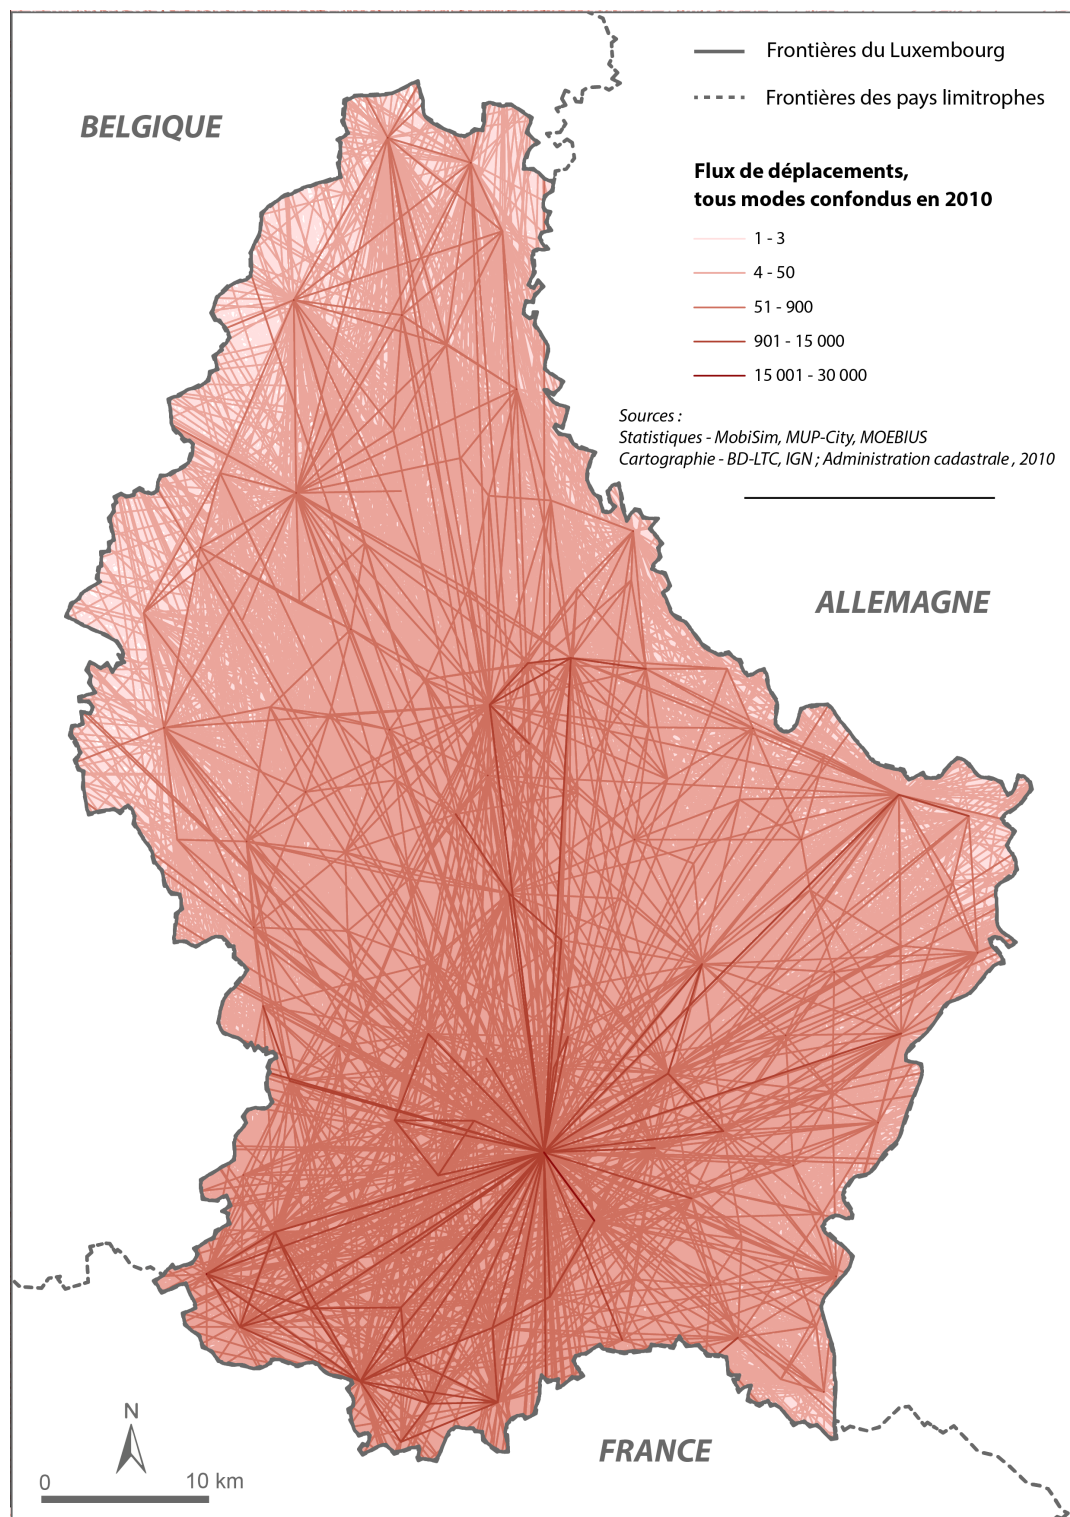 Frontières du Luxembourg
Frontières des pays limitrophes
BELGIQUE
Flux de déplacements,
tous modes confondus en 2010
1 - 3
4 - 50
51 - 900
901 - 15 000
15 001 - 30 000
Sources :
Statistiques - MobiSim, MUP-City, MOEBIUS
Cartographie - BD-LTC, IGN ; Administration cadastrale , 2010
ALLEMAGNE
FRANCE
N
0 10 km